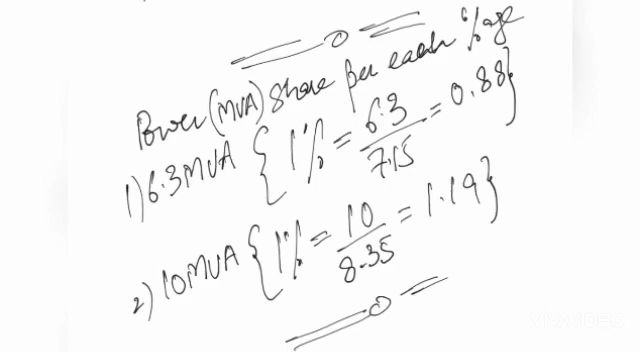 Power (MVA) Share per each %age
1) 6.3 MVA { 1% = 6.3 / 7.15 = 0.88 }
2) 10 MVA { 1% = 10 / 8.35 = 1.19 }